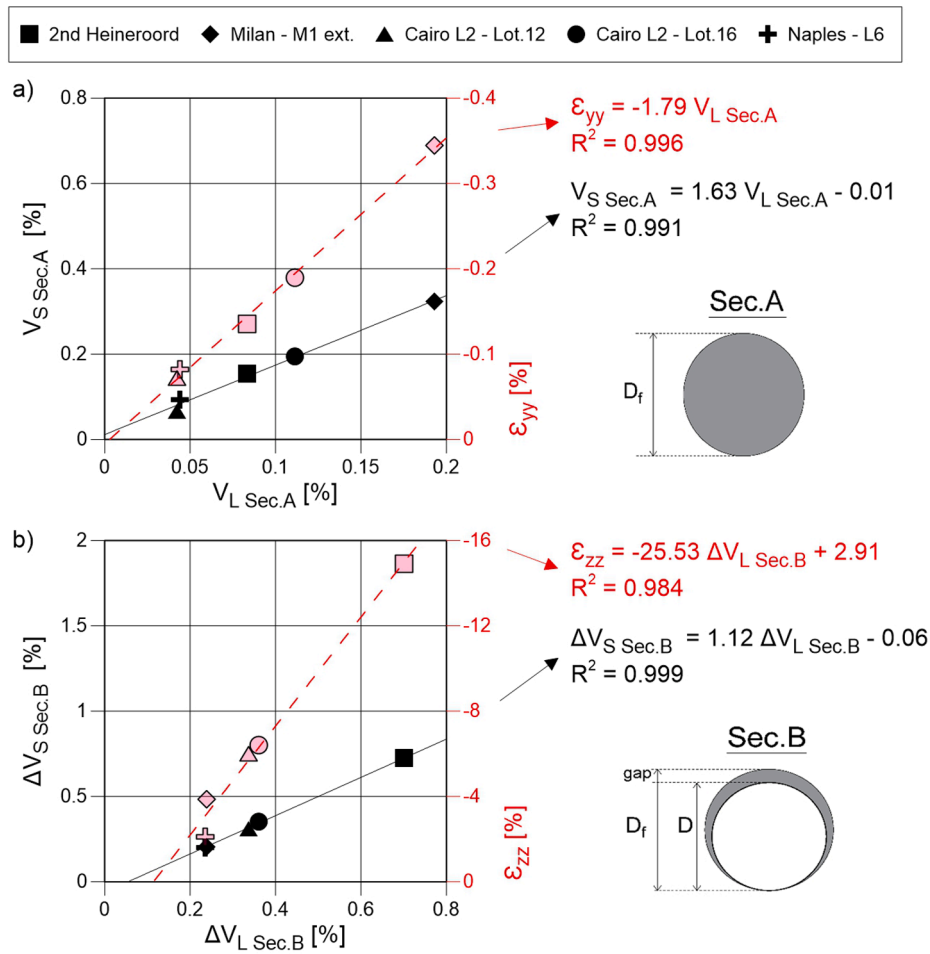 2nd Heineroord Milan - M1 ext. Cairo L2 - Lot.12 Cairo L2 - Lot.16 Naples - L6
a)
0.8
0.6
0.4
0.2
0
V_S Sec.A [%]
-0.4
-0.3
-0.2
-0.1
0
ε_yy [%]
0 0.05 0.1 0.15 0.2
V_L Sec.A [%]
ε_yy = -1.79 V_L Sec.A
R² = 0.996
V_S Sec.A = 1.63 V_L Sec.A - 0.01
R² = 0.991
Sec.A
D_f
b)
2
1.5
1
0.5
0
ΔV_S Sec.B [%]
-16
-12
-8
-4
0
ε_zz [%]
0 0.2 0.4 0.6 0.8
ΔV_L Sec.B [%]
ε_zz = -25.53 ΔV_L Sec.B + 2.91
R² = 0.984
ΔV_S Sec.B = 1.12 ΔV_L Sec.B - 0.06
R² = 0.999
Sec.B
gap
D_f D